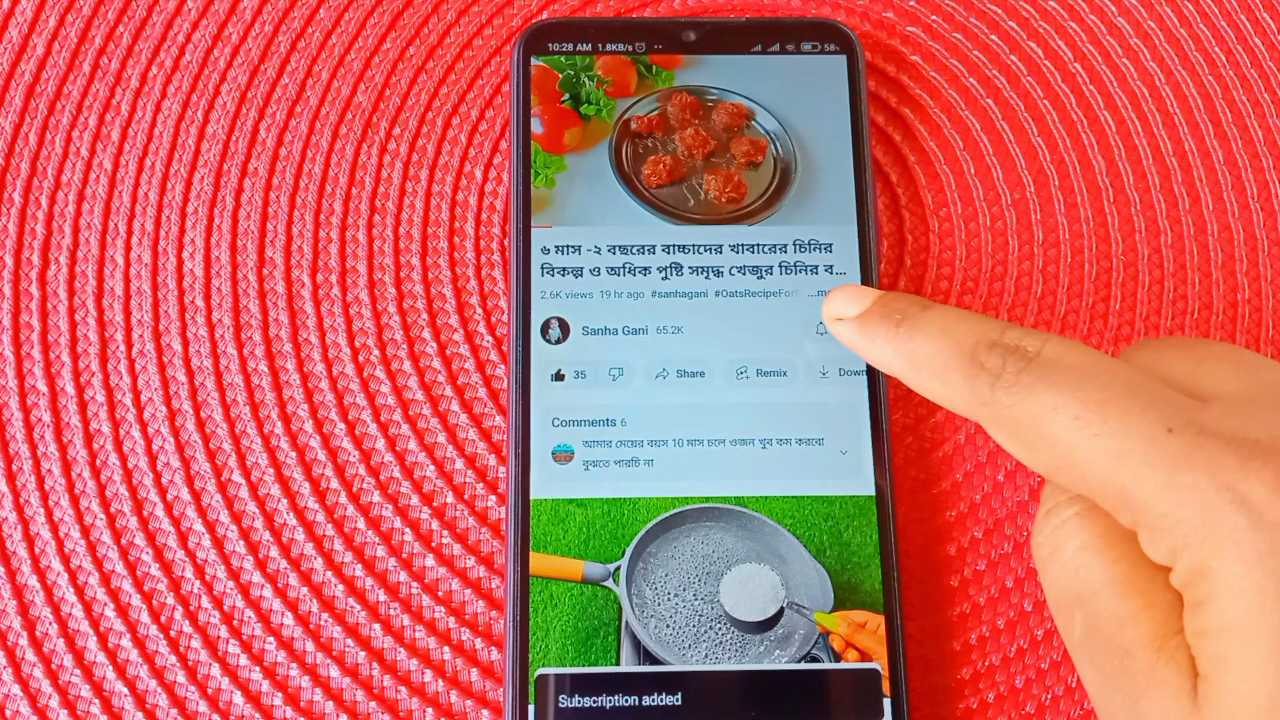 10:28 AM 1.8KB/s 58
৬ মাস -২ বছরের বাচ্চাদের খাবারের চিনির
বিকল্প ও অধিক পুষ্টি সমৃদ্ধ খেজুর চিনির ব...
2.6K views 19 hr ago #sanhagani #OatsRecipeFor ...m
Sanha Gani 65.2K
35 Share Remix Down
Comments 6
আমার মেয়ের বয়স 10 মাস চলে ওজন খুব কম করবো
বুঝতে পারচি না
Subscription added